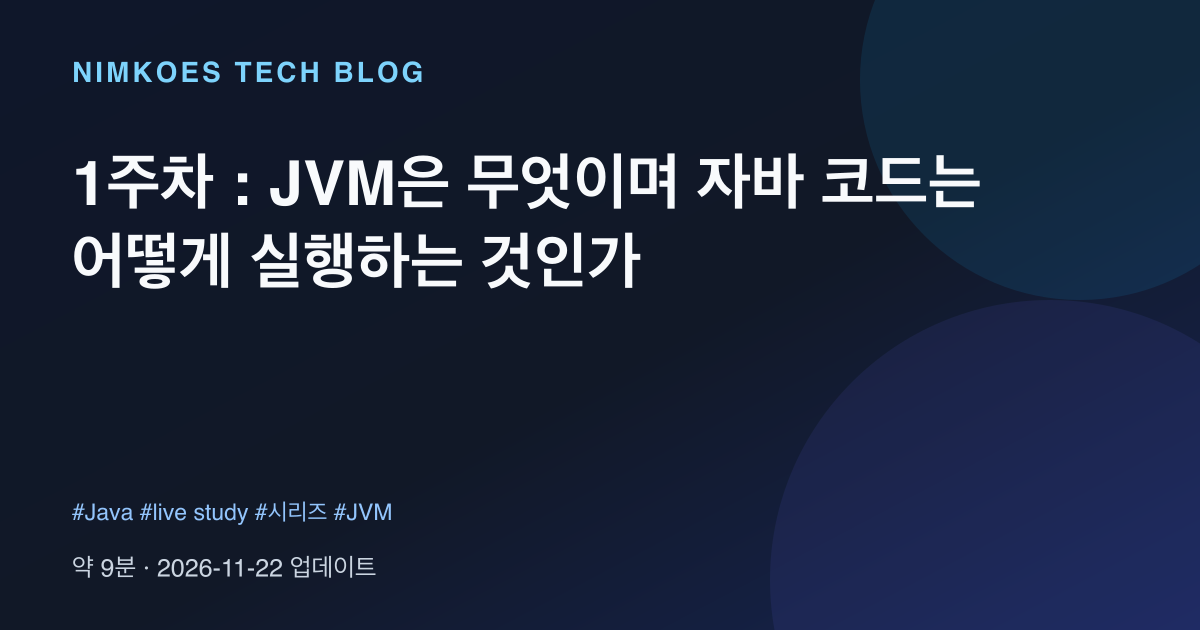 NIMKOES TECH BLOG
1주차 : JVM은 무엇이며 자바 코드는
어떻게 실행하는 것인가
#Java #live study #시리즈 #JVM
약 9분 · 2026-11-22 업데이트